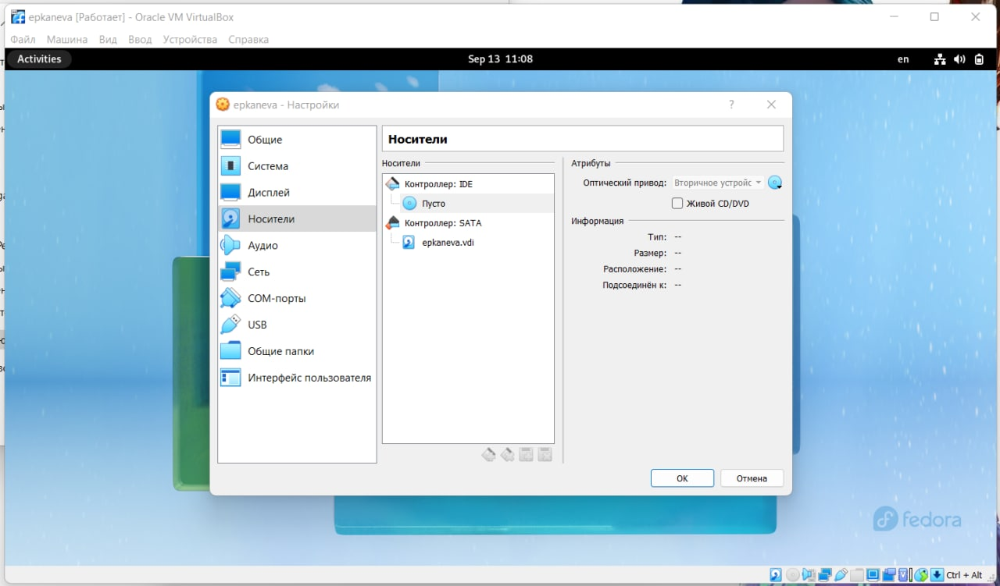 epkaneva [Работает] - Oracle VM VirtualBox
Файл Машина Вид Ввод Устройства Справка
Activities Sep 13 11:08 en
epkaneva - Настройки ?
Общие
Система
Дисплей
Носители
Аудио
Сеть
COM-порты
USB
Общие папки
Интерфейс пользователя
Носители
Носители
Контроллер: IDE
Пусто
Контроллер: SATA
epkaneva.vdi
Атрибуты
Оптический привод: Вторичное устройс
Живой CD/DVD
Информация
Тип: --
Размер: --
Расположение: --
Подсоединён к: --
OK Отмена
fedora
Ctrl + Alt